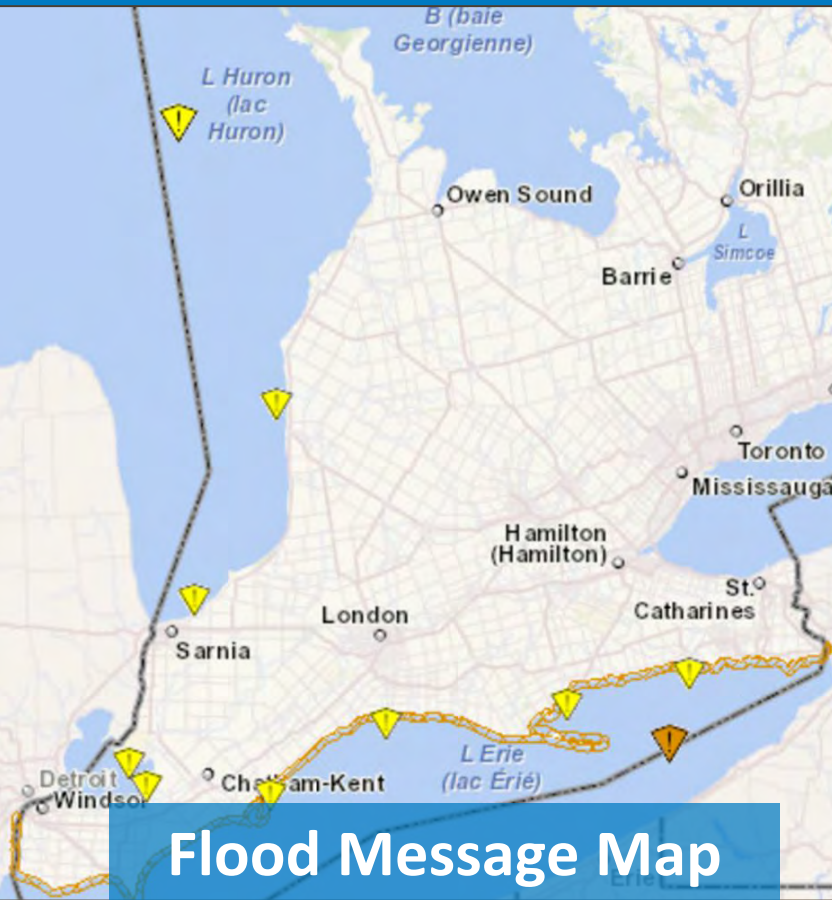 B (baie
Georgienne)
L Huron
(lac
Huron)
Owen Sound
Orillia
L
Simcoe
Barrie
Toronto
Mississauga
Hamilton
(Hamilton)
St.
Catharines
London
Sarnia
L Erie
(lac Érié)
Detroit
Windsor
Chatham-Kent
Flood Message Map
Erie